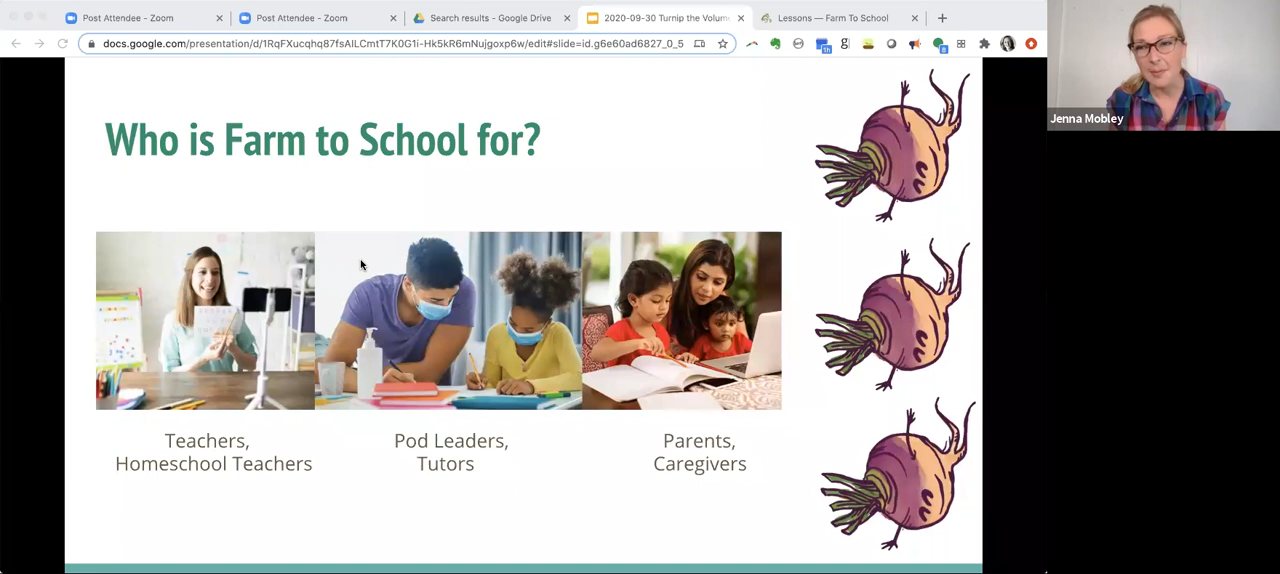 Post Attendee - Zoom
Post Attendee - Zoom
Search results - Google Drive
2020-09-30 Turnip the Volum
Lessons — Farm To School
docs.google.com/presentation/d/1RqFXucqhq87fsAILCmtT7K0G1i-Hk5kR6mNujgoxp6w/edit#slide=id.g6e60ad6827_0_5
Jenna Mobley
Who is Farm to School for?
Teachers,
Homeschool Teachers
Pod Leaders,
Tutors
Parents,
Caregivers